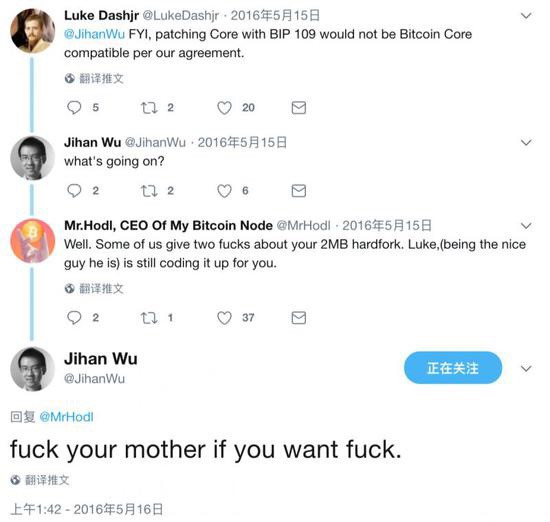 Luke Dashjr @LukeDashjr · 2016年5月15日
@JihanWu FYI, patching Core with BIP 109 would not be Bitcoin Core
compatible per our agreement.
翻译推文
5 2 20
Jihan Wu @JihanWu · 2016年5月15日
what's going on?
2 2 6
Mr.Hodl, CEO Of My Bitcoin Node @MrHodl · 2016年5月15日
Well. Some of us give two fucks about your 2MB hardfork. Luke,(being the nice
guy he is) is still coding it up for you.
翻译推文
2 1 37
Jihan Wu
@JihanWu
正在关注
回复 @MrHodl
fuck your mother if you want fuck.
翻译推文
上午1:42 - 2016年5月16日